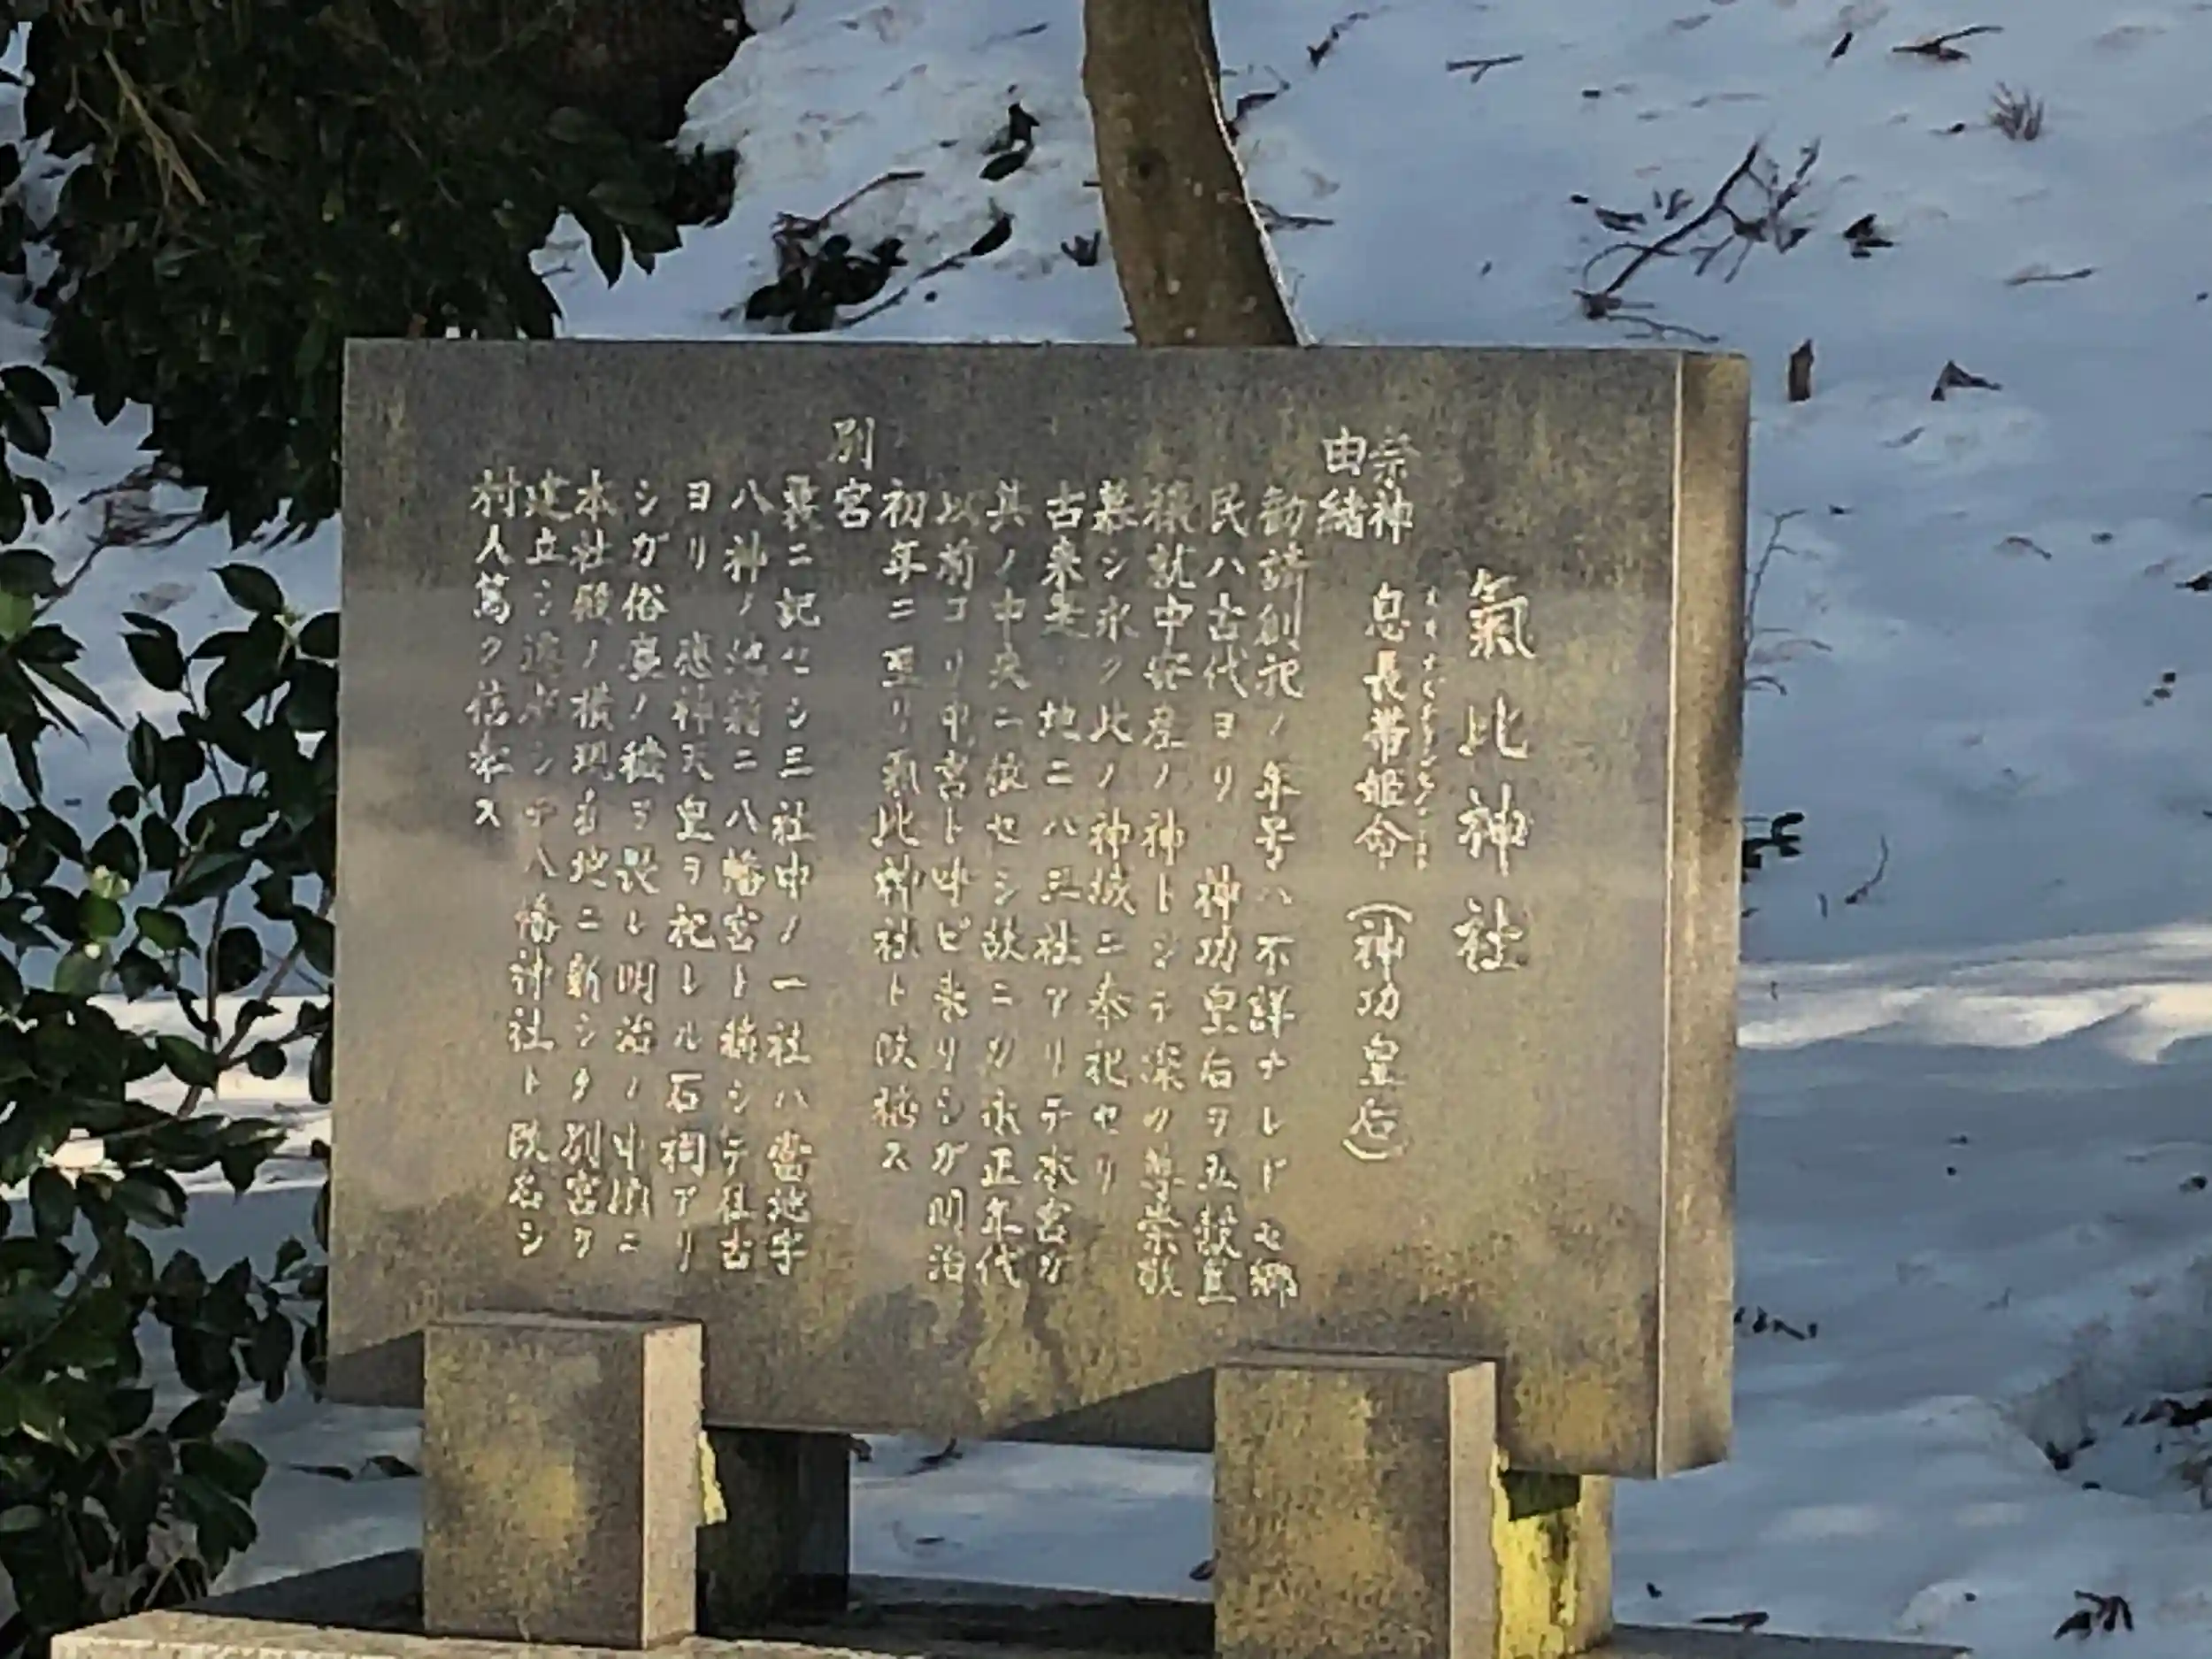 氣比神社
宗神 息長帯姫命（神功皇后）
由緒
勧請創祀ノ年号ハ不詳ナレドモ郷
民ハ古代ヨリ 神功皇后ヲ五穀豊
穣就中安産ノ神トシテ深ク尊崇敬
慕シ永ク此ノ神域ニ奉祀セリ
古来是ノ地ニハ三社アリテ本宮ガ
其ノ中央ニ位セシ故ニカ永正年代
以前ヨリ中宮ト呼ビ来リシガ明治
初年ニ至リ氣比神社ト改称ス
別宮
裏ニ記セシ三社中ノ一社ハ當地字
八神ノ池箱ニ八幡宮ト称シテ往古
ヨリ 應神天皇ヲ祀レル石祠アリ
シガ俗塵ノ穢ヲ畏レ明治ノ中頃ニ
本社殿ノ横現在地ニ新シク別宮ヲ
建立シ遷座シテ八幡神社ト改名シ
村人篤ク信奉ス